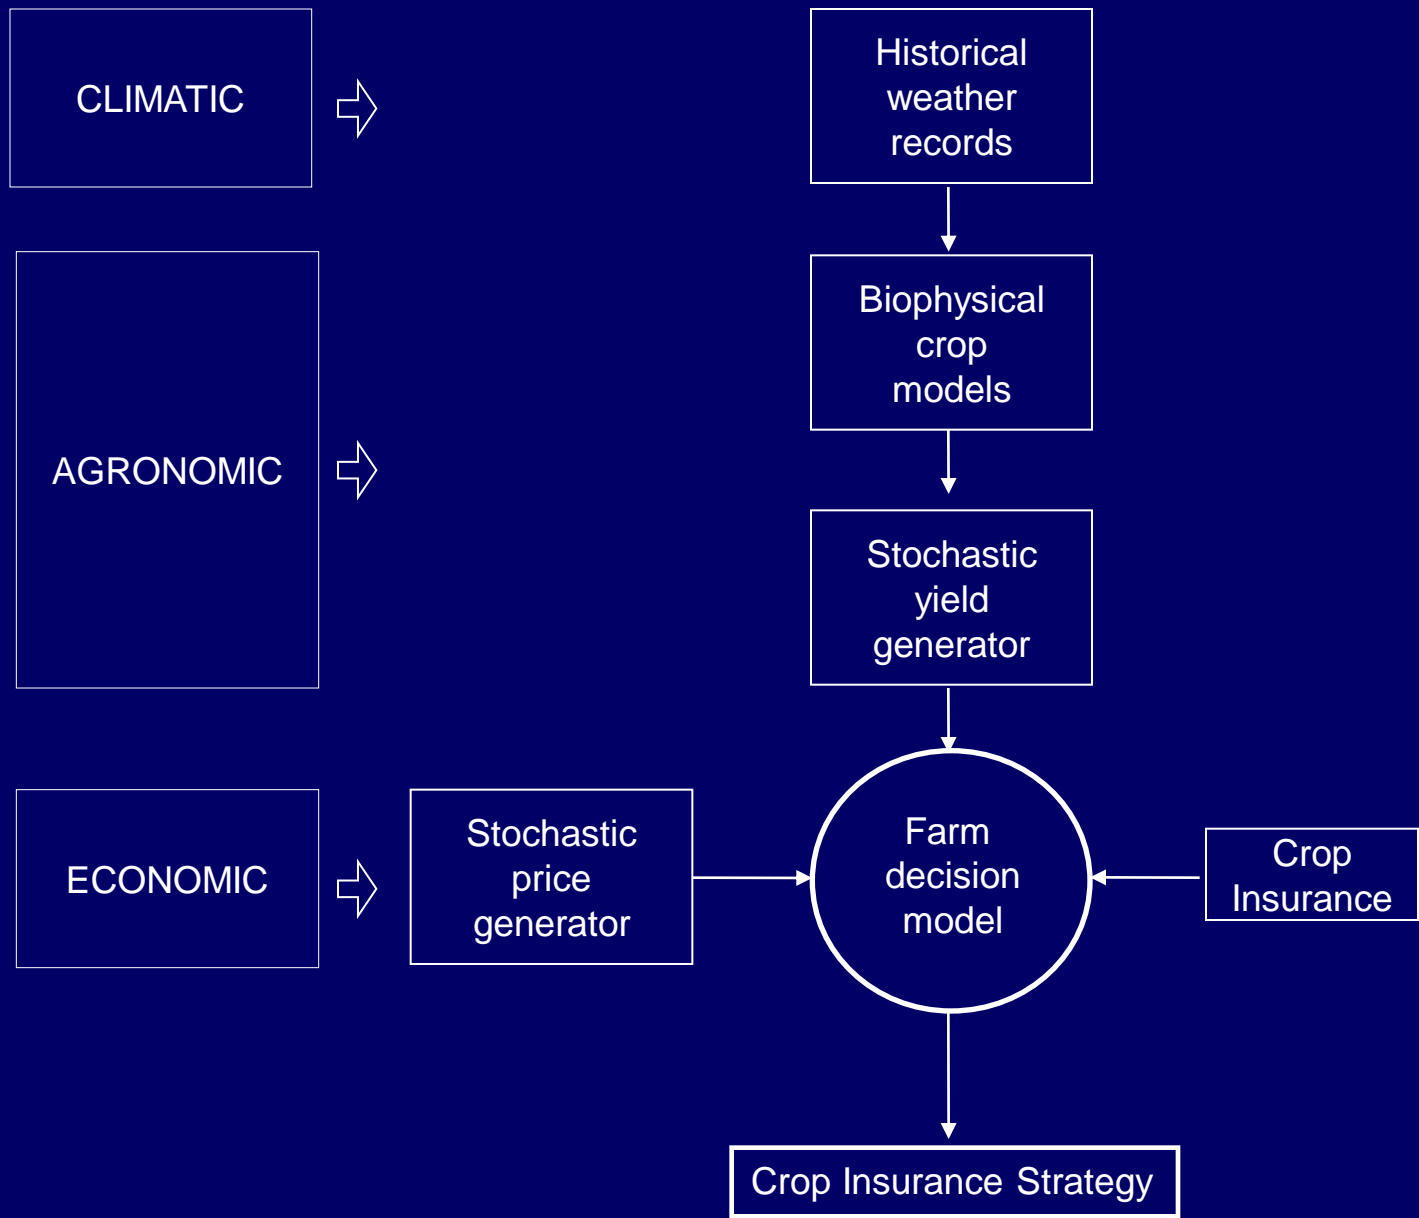 CLIMATIC
Historical
weather
records
AGRONOMIC
Biophysical
crop
models
Stochastic
yield
generator
ECONOMIC
Stochastic
price
generator
Farm
decision
model
Crop
Insurance
Crop Insurance Strategy